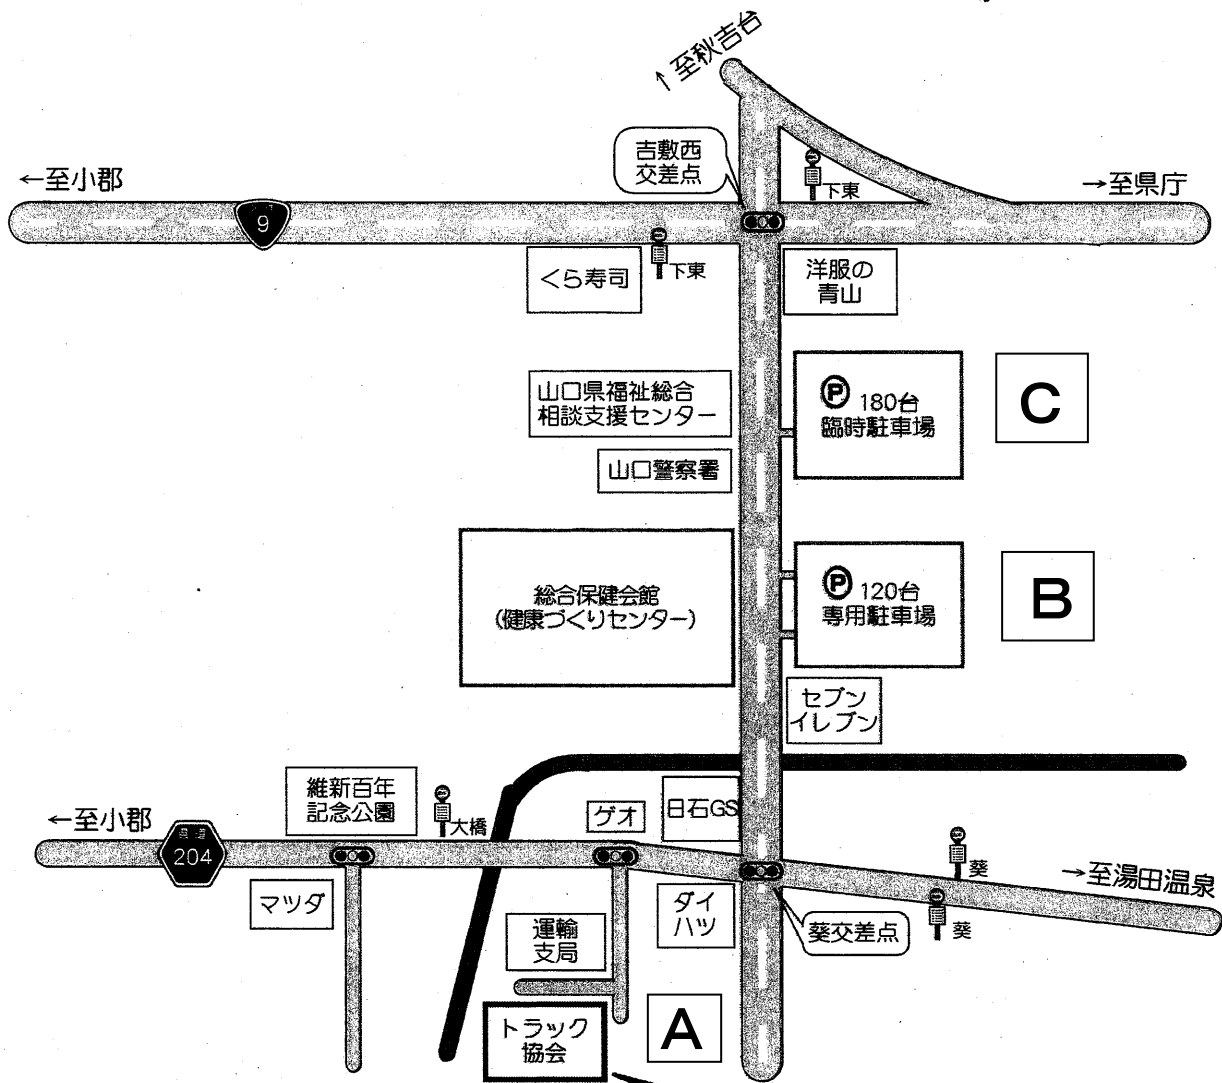 ↑至秋吉台
吉敷西
交差点
←至小郡
下東
→至県庁
9
くら寿司
下東
洋服の
青山
山口県福祉総合
相談支援センター
P 180台
臨時駐車場
C
山口警察署
総合保健会館
(健康づくりセンター)
P 120台
専用駐車場
B
セブン
イレブン
維新百年
記念公園
大橋
ゲオ
日石GS
←至小郡
県道
204
葵
→至湯田温泉
マツダ
ダイ
ハツ
葵交差点
葵
運輸
支局
トラック
協会
A